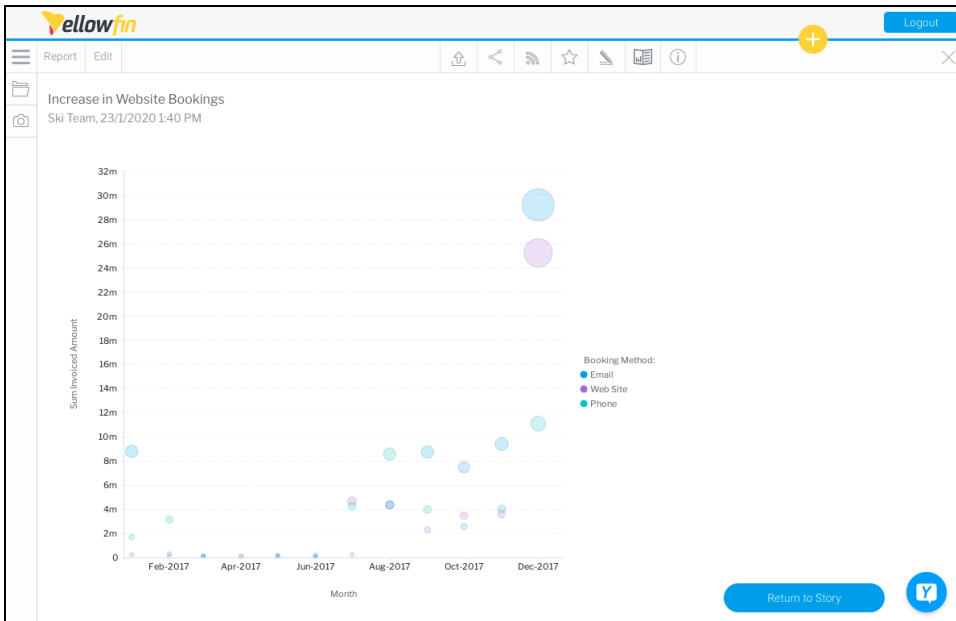 Yellowfin
Logout
Report
Edit
Increase in Website Bookings
Ski Team, 23/1/2020 1:40 PM
32m
30m
28m
26m
24m
22m
20m
18m
16m
14m
12m
10m
8m
6m
4m
2m
0
Sum Invoiced Amount
Feb-2017
Apr-2017
Jun-2017
Aug-2017
Oct-2017
Dec-2017
Month
Booking Method:
Email
Web Site
Phone
Return to Story
Y